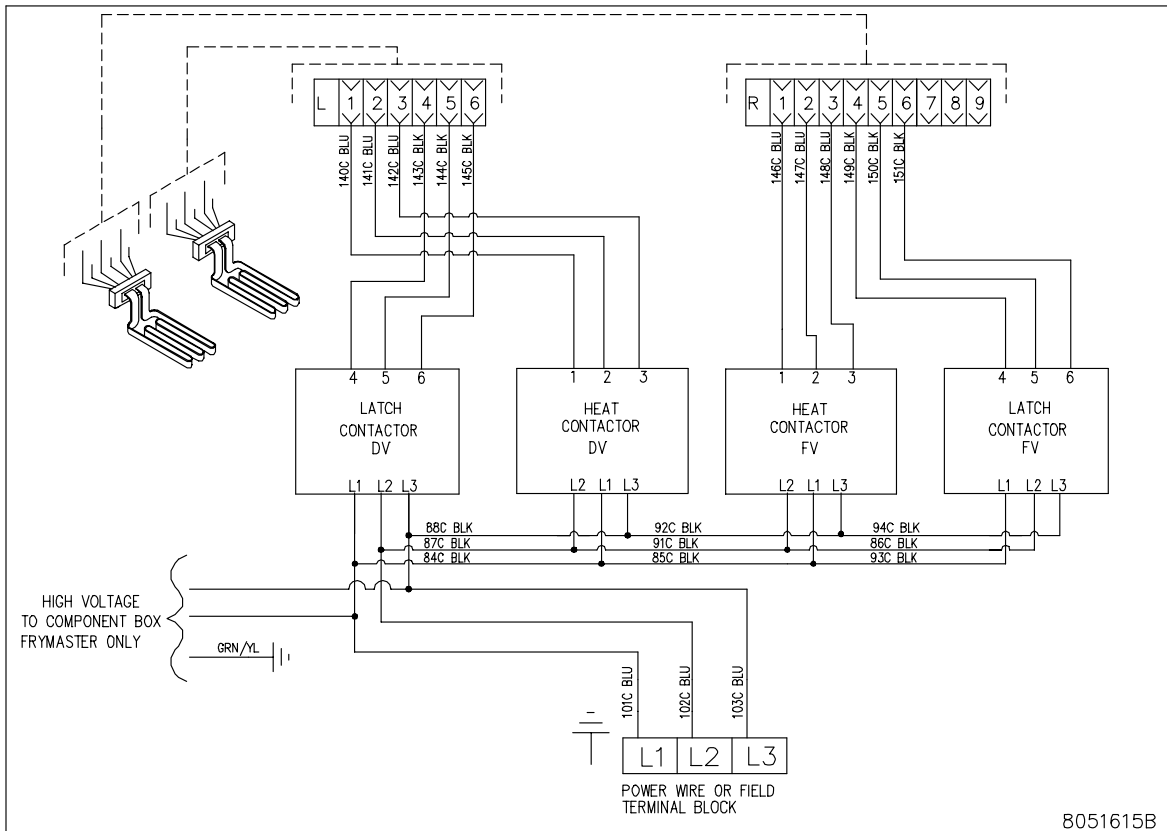 L 1 2 3 4 5 6
R 1 2 3 4 5 6 7 8 9
140C BLU
141C BLU
142C BLU
143C BLK
144C BLK
145C BLK
146C BLU
147C BLU
148C BLU
149C BLK
150C BLK
151C BLK
4 5 6
LATCH
CONTACTOR
DV
L1 L2 L3
1 2 3
HEAT
CONTACTOR
DV
L2 L1 L3
1 2 3
HEAT
CONTACTOR
FV
L2 L1 L3
4 5 6
LATCH
CONTACTOR
FV
L1 L2 L3
88C BLK 92C BLK 94C BLK
87C BLK 91C BLK 86C BLK
84C BLK 85C BLK 93C BLK
HIGH VOLTAGE
TO COMPONENT BOX
FRYMASTER ONLY
GRN/YL
101C BLU
102C BLU
103C BLU
L1 L2 L3
POWER WIRE OR FIELD
TERMINAL BLOCK
8051615B